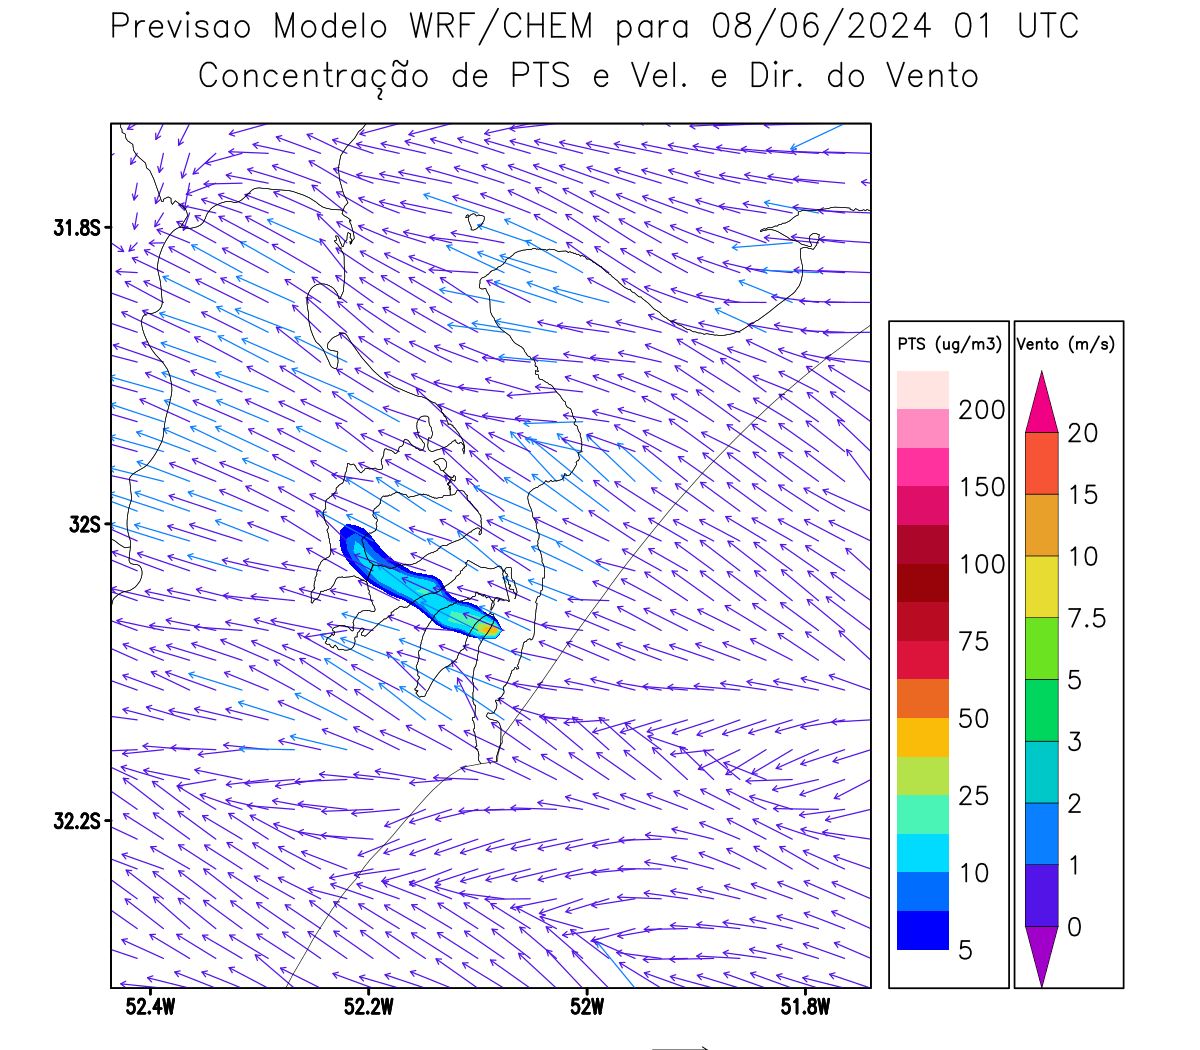 Previsao Modelo WRF/CHEM para 08/06/2024 01 UTC
Concentração de PTS e Vel. e Dir. do Vento
31.8S
32S
32.2S
52.4W
52.2W
52W
51.8W
PTS (ug/m3)
200
150
100
75
50
25
10
5
Vento (m/s)
20
15
10
7.5
5
3
2
1
0